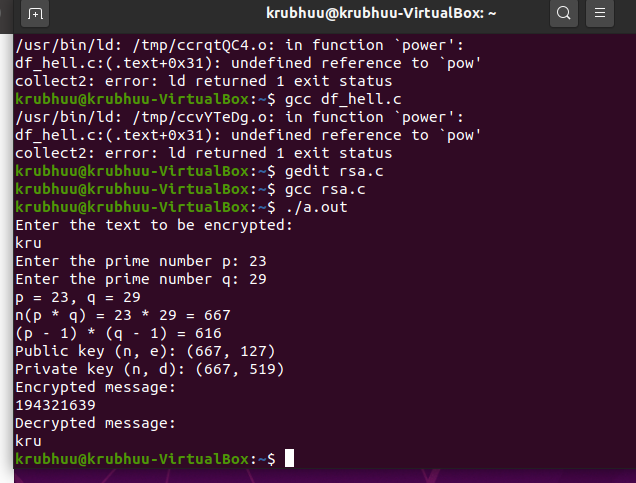 krubhuu@krubhuu-VirtualBox: ~
/usr/bin/ld: /tmp/ccrqtQC4.o: in function `power':
df_hell.c:(.text+0x31): undefined reference to `pow'
collect2: error: ld returned 1 exit status
krubhuu@krubhuu-VirtualBox:~$ gcc df_hell.c
/usr/bin/ld: /tmp/ccvYTeDg.o: in function `power':
df_hell.c:(.text+0x31): undefined reference to `pow'
collect2: error: ld returned 1 exit status
krubhuu@krubhuu-VirtualBox:~$ gedit rsa.c
krubhuu@krubhuu-VirtualBox:~$ gcc rsa.c
krubhuu@krubhuu-VirtualBox:~$ ./a.out
Enter the text to be encrypted:
kru
Enter the prime number p: 23
Enter the prime number q: 29
p = 23, q = 29
n(p * q) = 23 * 29 = 667
(p - 1) * (q - 1) = 616
Public key (n, e): (667, 127)
Private key (n, d): (667, 519)
Encrypted message:
194321639
Decrypted message:
kru
krubhuu@krubhuu-VirtualBox:~$